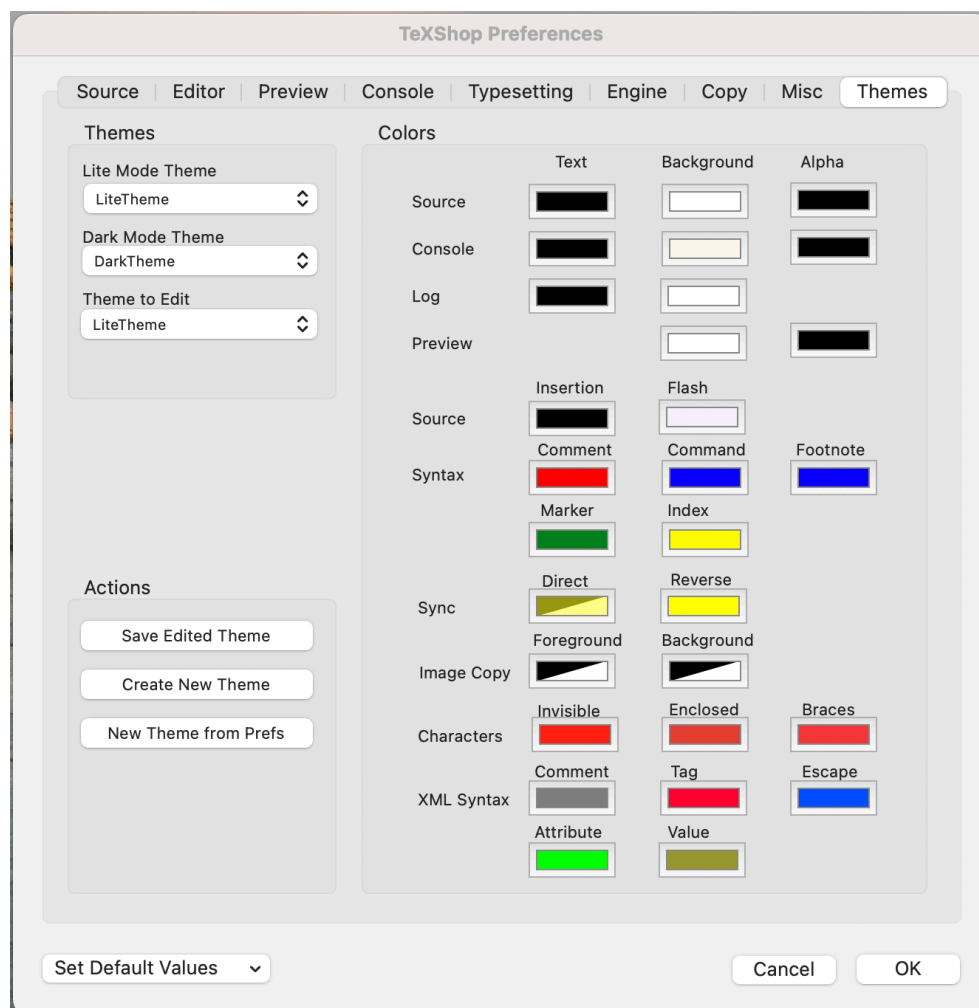 TeXShop Preferences
Source Editor Preview Console Typesetting Engine Copy Misc Themes
Themes
Lite Mode Theme
LiteTheme
Dark Mode Theme
DarkTheme
Theme to Edit
LiteTheme
Actions
Save Edited Theme
Create New Theme
New Theme from Prefs
Colors
Text Background Alpha
Source
Console
Log
Preview
Insertion Flash
Source
Comment Command Footnote
Syntax
Marker Index
Direct Reverse
Sync
Foreground Background
Image Copy
Invisible Enclosed Braces
Characters
Comment Tag Escape
XML Syntax
Attribute Value
Set Default Values
Cancel OK